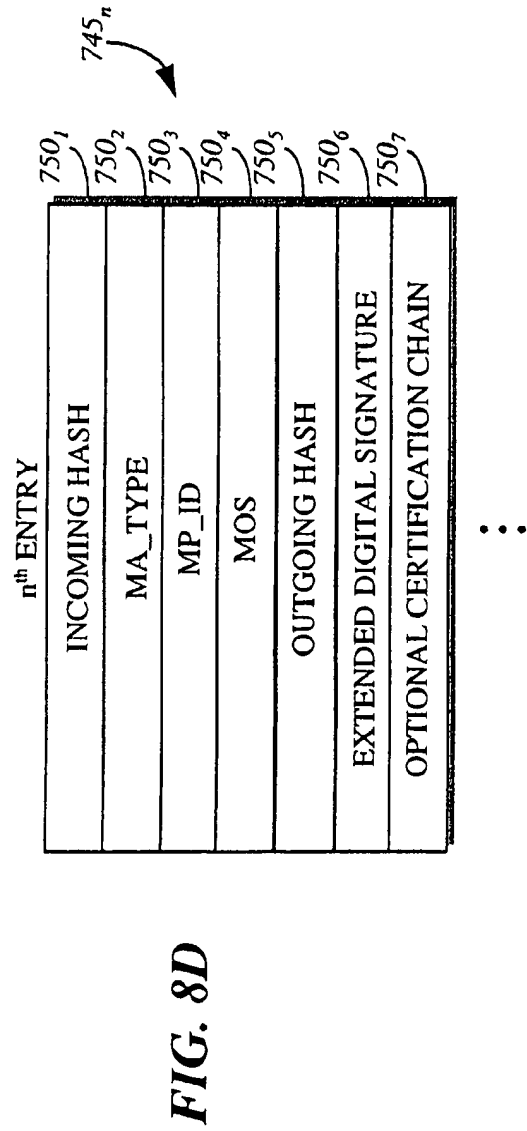 745n
nth ENTRY
INCOMING HASH 7501
MA_TYPE 7502
MP_ID 7503
MOS 7504
OUTGOING HASH 7505
EXTENDED DIGITAL SIGNATURE 7506
OPTIONAL CERTIFICATION CHAIN 7507
FIG. 8D